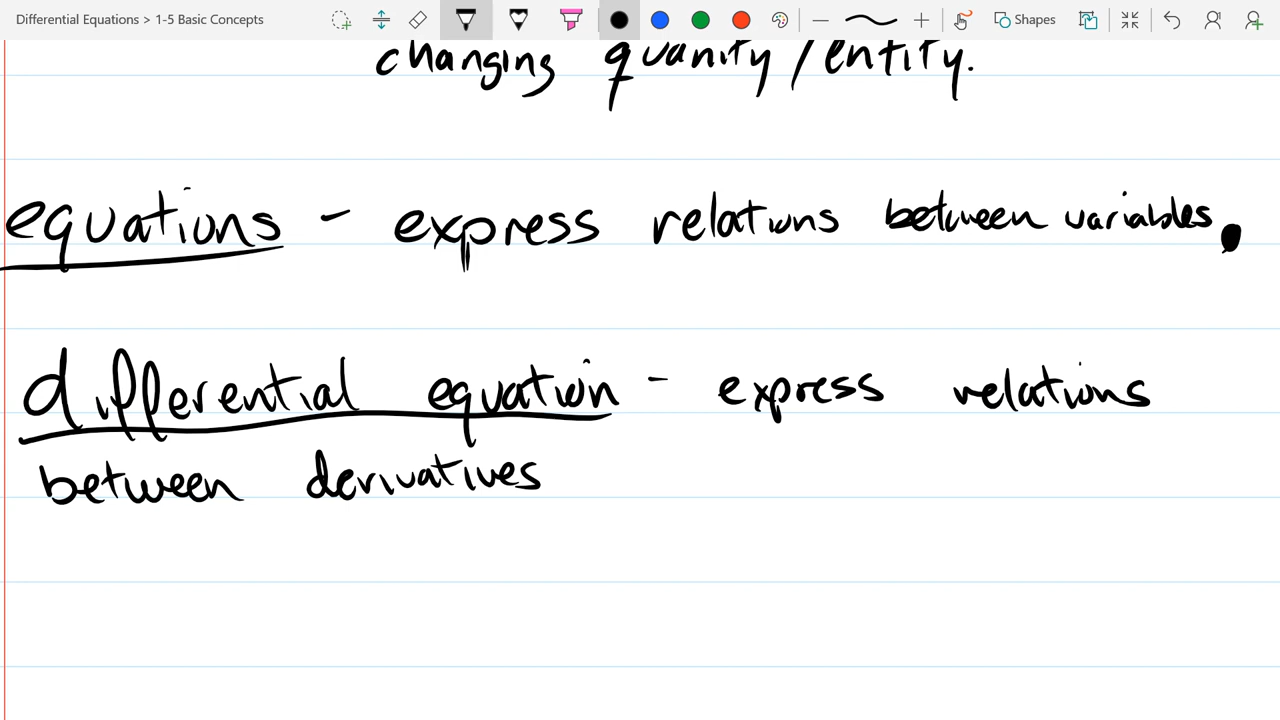 Differential Equations > 1-5 Basic Concepts
Shapes
changing quanity / entity.
equations - express relations between variables.
differential equation - express relations
between derivatives